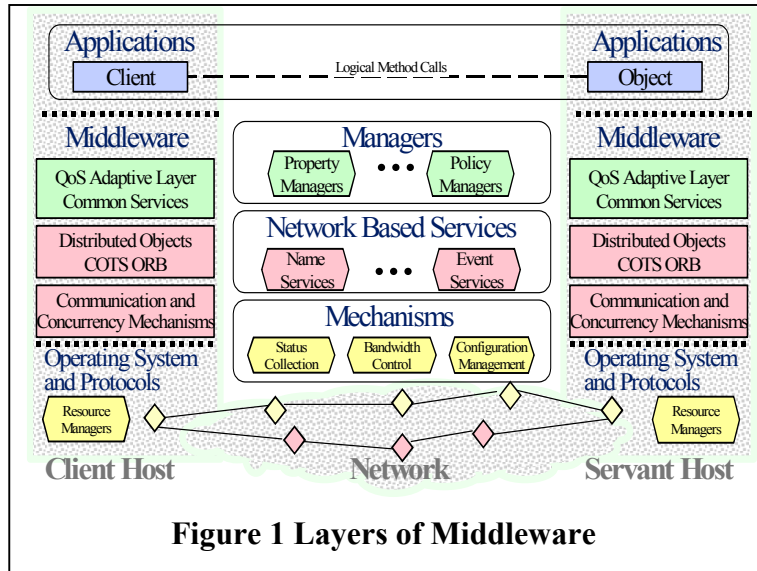 Applications
Client
Logical Method Calls
Applications
Object
Middleware
QoS Adaptive Layer
Common Services
Distributed Objects
COTS ORB
Communication and
Concurrency Mechanisms
Managers
Property
Managers
•••
Policy
Managers
Network Based Services
Name
Services
•••
Event
Services
Mechanisms
Status
Collection
Bandwidth
Control
Configuration
Management
Middleware
QoS Adaptive Layer
Common Services
Distributed Objects
COTS ORB
Communication and
Concurrency Mechanisms
Operating System
and Protocols
Resource
Managers
Client Host
Network
Operating System
and Protocols
Resource
Managers
Servant Host
Figure 1 Layers of Middleware